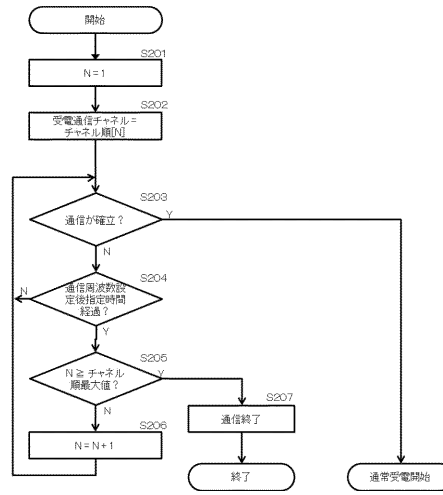 開始
S201
N=1
S202
受電通信チャネル=
チャネル順[N]
S203
通信が確立?
Y
N
S204
通信周波数設
定後指定時間
経過?
N
Y
S205
N≧チャネル
順最大値?
Y
N
S207
通信終了
S206
N=N+1
終了
通常受電開始